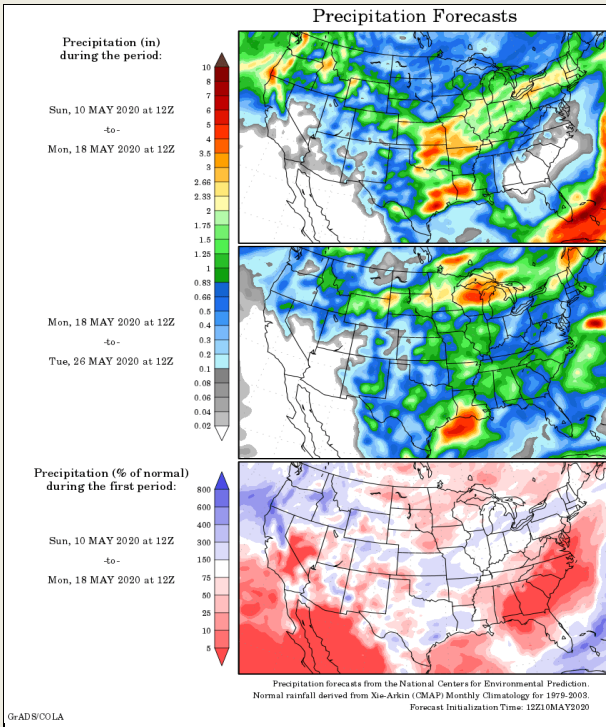 Precipitation Forecasts
Precipitation (in)
during the period:
Sun, 10 MAY 2020 at 12Z
-to-
Mon, 18 MAY 2020 at 12Z
10
8
7
6
5
4
3.5
3
2.66
2.33
2
1.75
1.5
1.25
1
0.83
0.66
0.5
0.4
0.3
0.2
0.1
0.08
0.06
0.04
0.02
Mon, 18 MAY 2020 at 12Z
-to-
Tue, 26 MAY 2020 at 12Z
Precipitation (% of normal)
during the first period:
Sun, 10 MAY 2020 at 12Z
-to-
Mon, 18 MAY 2020 at 12Z
800
600
400
300
150
75
50
25
10
5
Precipitation forecasts from the National Centers for Environmental Prediction.
Normal rainfall derived from Xie-Arkin (CMAP) Monthly Climatology for 1979-2003.
Forecast Initialization Time: 12Z10MAY2020
GrADS/COLA